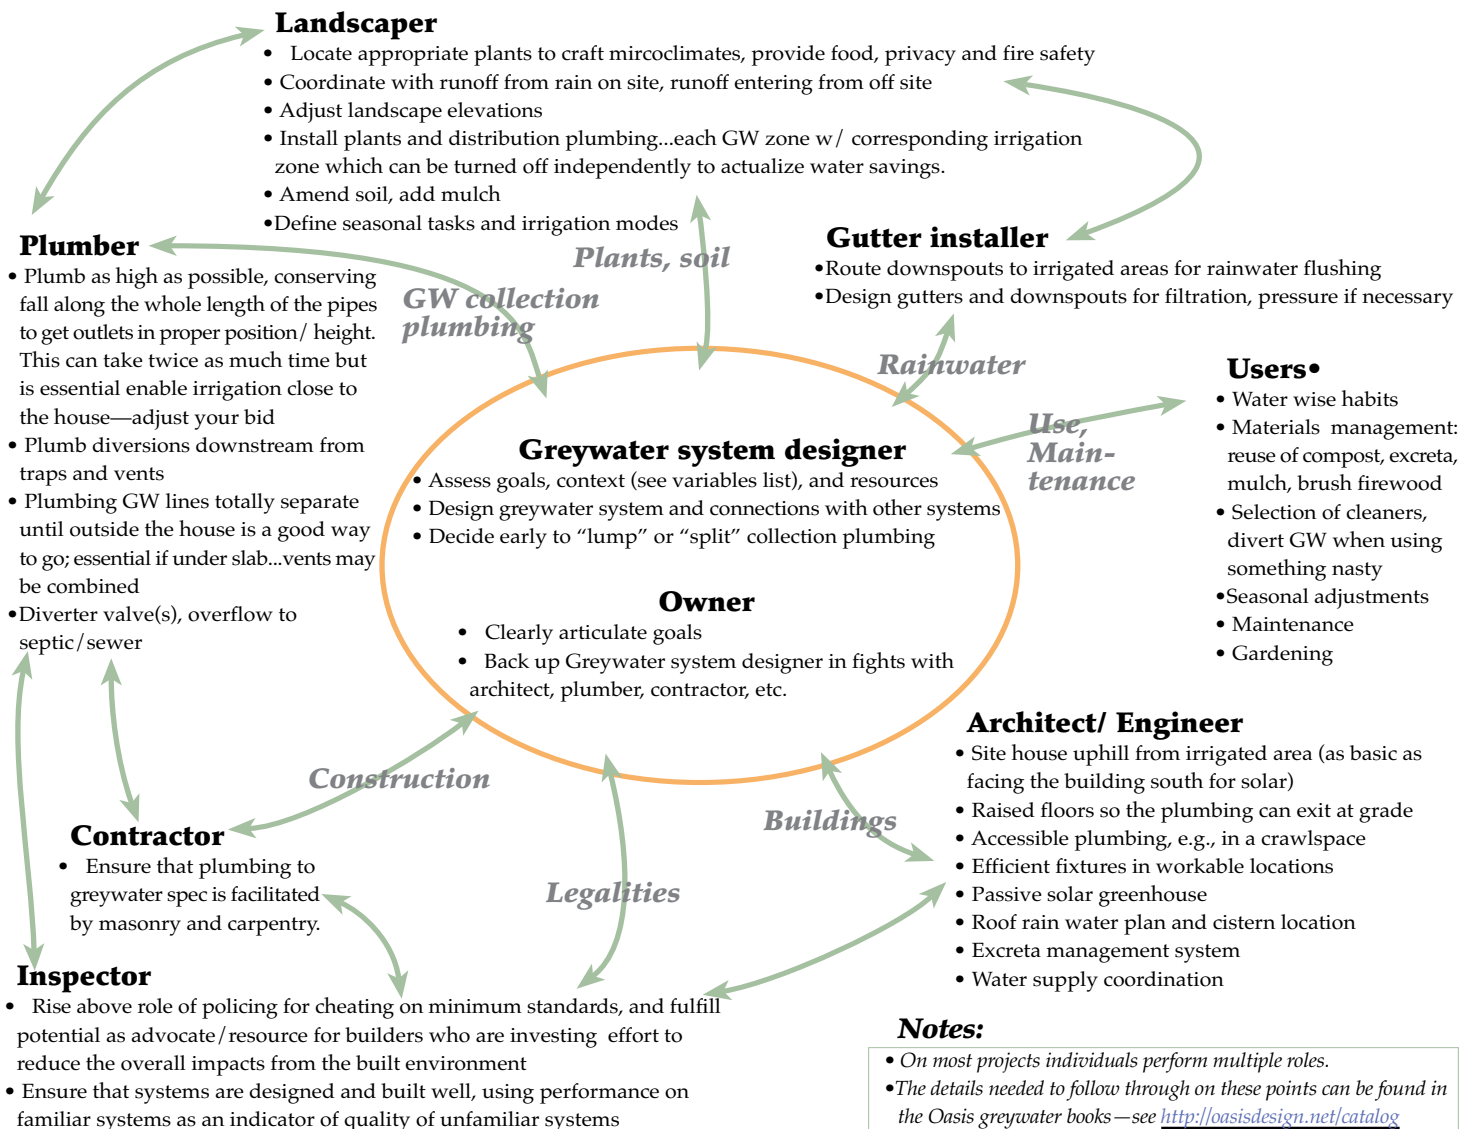 Landscaper
• Locate appropriate plants to craft mircoclimates, provide food, privacy and fire safety
• Coordinate with runoff from rain on site, runoff entering from off site
• Adjust landscape elevations
• Install plants and distribution plumbing...each GW zone w/ corresponding irrigation
zone which can be turned off independently to actualize water savings.
• Amend soil, add mulch
•Define seasonal tasks and irrigation modes
Plumber
• Plumb as high as possible, conserving
fall along the whole length of the pipes
to get outlets in proper position/ height.
This can take twice as much time but
is essential enable irrigation close to
the house—adjust your bid
• Plumb diversions downstream from
traps and vents
• Plumbing GW lines totally separate
until outside the house is a good way
to go; essential if under slab...vents may
be combined
•Diverter valve(s), overflow to
septic/sewer
GW collection
plumbing
Plants, soil
Gutter installer
•Route downspouts to irrigated areas for rainwater flushing
•Design gutters and downspouts for filtration, pressure if necessary
Rainwater
Use,
Main-
tenance
Users•
• Water wise habits
• Materials management:
reuse of compost, excreta,
mulch, brush firewood
• Selection of cleaners,
divert GW when using
something nasty
•Seasonal adjustments
• Maintenance
• Gardening
Greywater system designer
• Assess goals, context (see variables list), and resources
• Design greywater system and connections with other systems
• Decide early to “lump” or “split” collection plumbing
Owner
• Clearly articulate goals
• Back up Greywater system designer in fights with
architect, plumber, contractor, etc.
Construction
Legalities
Buildings
Architect/ Engineer
• Site house uphill from irrigated area (as basic as
facing the building south for solar)
• Raised floors so the plumbing can exit at grade
• Accessible plumbing, e.g., in a crawlspace
• Efficient fixtures in workable locations
• Passive solar greenhouse
• Roof rain water plan and cistern location
• Excreta management system
• Water supply coordination
Contractor
• Ensure that plumbing to
greywater spec is facilitated
by masonry and carpentry.
Inspector
• Rise above role of policing for cheating on minimum standards, and fulfill
potential as advocate/resource for builders who are investing effort to
reduce the overall impacts from the built environment
• Ensure that systems are designed and built well, using performance on
familiar systems as an indicator of quality of unfamiliar systems
Notes:
• On most projects individuals perform multiple roles.
•The details needed to follow through on these points can be found in
the Oasis greywater books—see http://oasisdesign.net/catalog